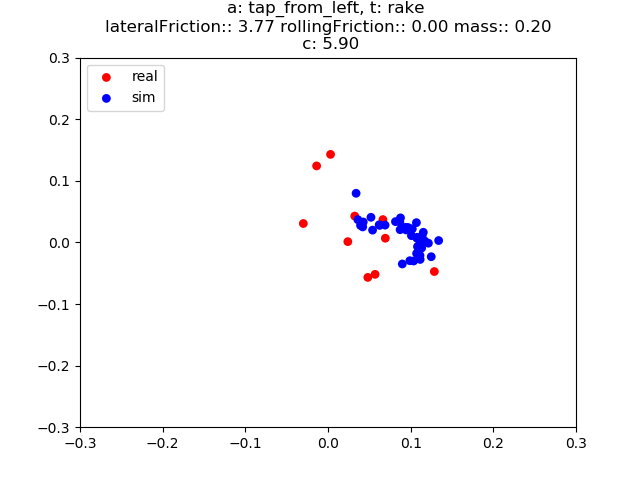 a: tap_from_left, t: rake
lateralFriction:: 3.77 rollingFriction:: 0.00 mass:: 0.20
c: 5.90
real
sim
0.3
0.2
0.1
0.0
−0.1
−0.2
−0.3
−0.3 −0.2 −0.1 0.0 0.1 0.2 0.3